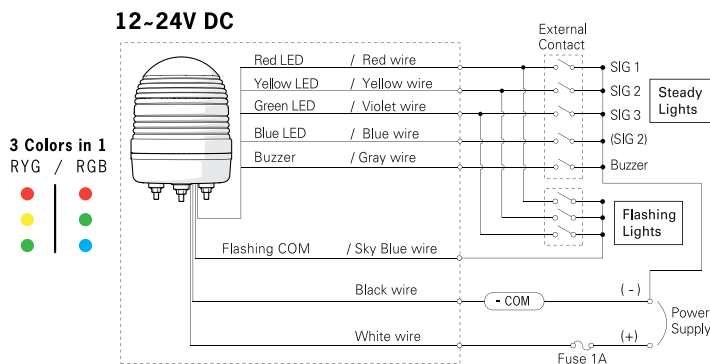 12~24V DC
External
Contact
Red LED / Red wire
SIG 1
Yellow LED / Yellow wire
SIG 2
Green LED / Violet wire
SIG 3
Steady
Lights
Blue LED / Blue wire
(SIG 2)
Buzzer / Gray wire
Buzzer
3 Colors in 1
RYG / RGB
Flashing
Lights
Flashing COM / Sky Blue wire
Black wire
- COM
(-)
Power
Supply
White wire
(+)
Fuse 1A